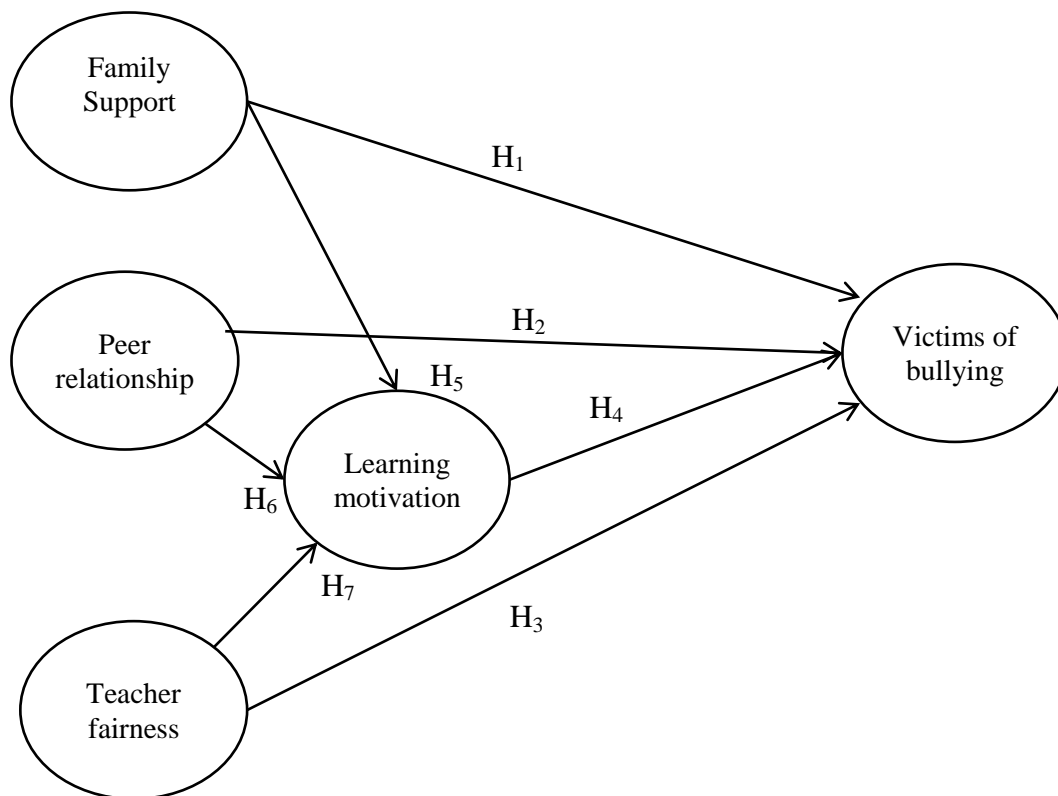 Family
Support
H₁
H₂
Peer
relationship
Victims of
bullying
H₅
H₄
Learning
motivation
H₆
H₇
H₃
Teacher
fairness